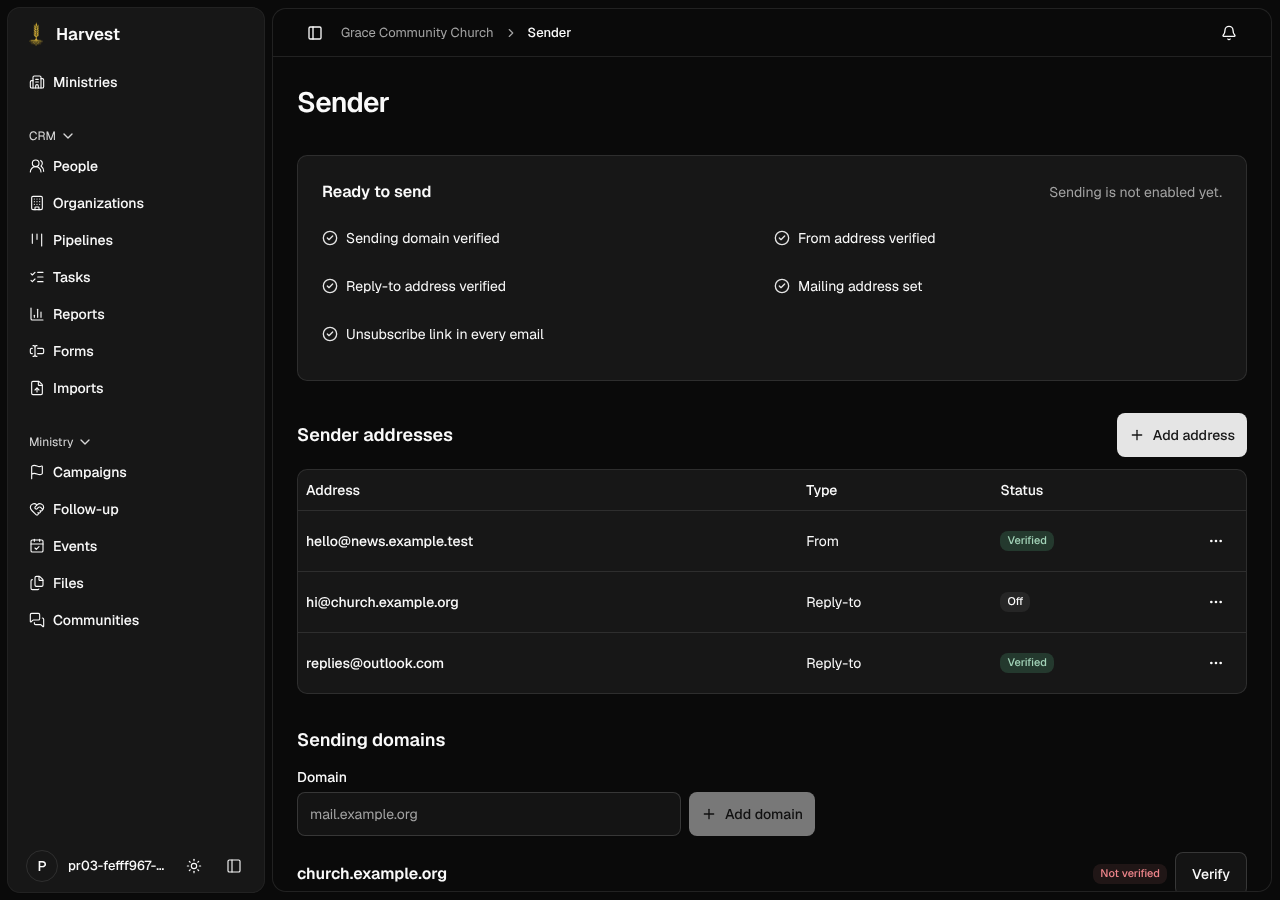 Harvest
Grace Community Church
Sender
Ministries
CRM
People
Organizations
Pipelines
Tasks
Reports
Forms
Imports
Ministry
Campaigns
Follow-up
Events
Files
Communities
P
pr03-fefff967-...
Sender
Ready to send
Sending is not enabled yet.
Sending domain verified
From address verified
Reply-to address verified
Mailing address set
Unsubscribe link in every email
Sender addresses
Add address
Address Type Status
hello@news.example.test From Verified
hi@church.example.org Reply-to Off
replies@outlook.com Reply-to Verified
Sending domains
Domain
mail.example.org
Add domain
church.example.org
Not verified
Verify